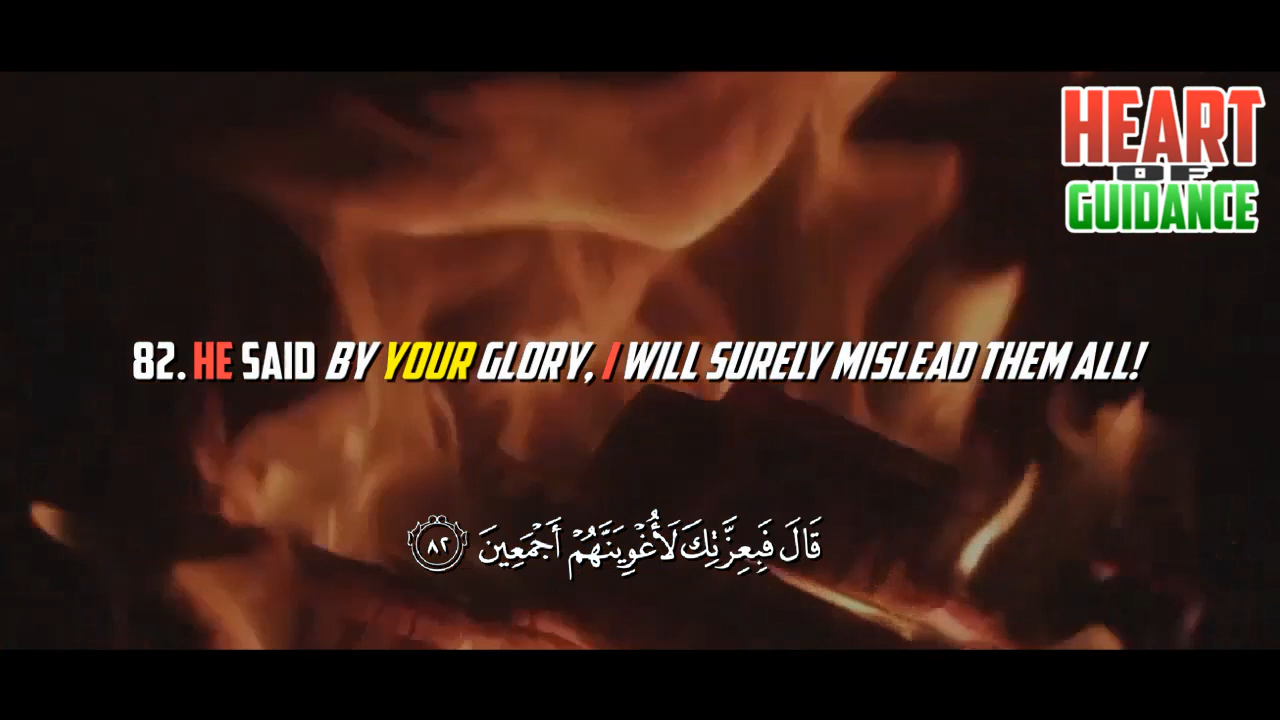 HEART
OF
GUIDANCE
82. HE SAID BY YOUR GLORY, I WILL SURELY MISLEAD THEM ALL!
قَالَ فَبِعِزَّتِكَ لَأُغْوِيَنَّهُمْ أَجْمَعِينَ ٨٢